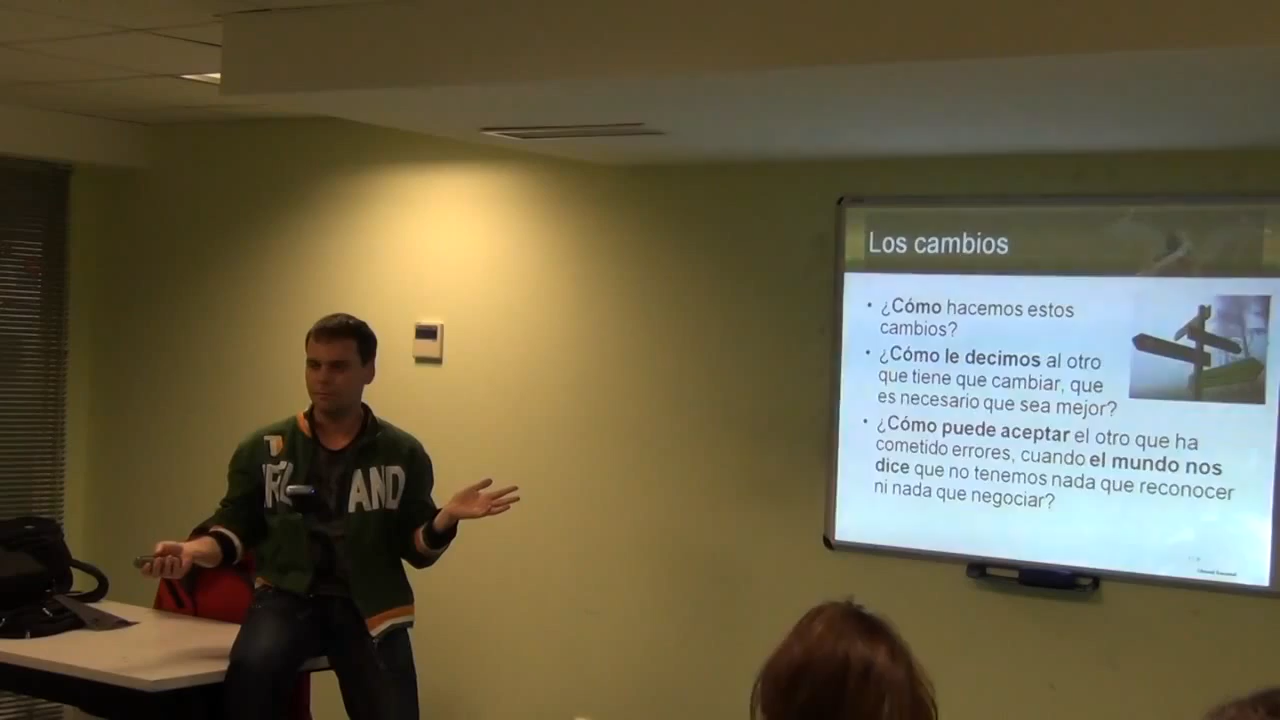 Los cambios
• ¿Cómo hacemos estos
cambios?
• ¿Cómo le decimos al otro
que tiene que cambiar, que
es necesario que sea mejor?
• ¿Cómo puede aceptar el otro que ha
cometido errores, cuando el mundo nos
dice que no tenemos nada que reconocer
ni nada que negociar?
AND